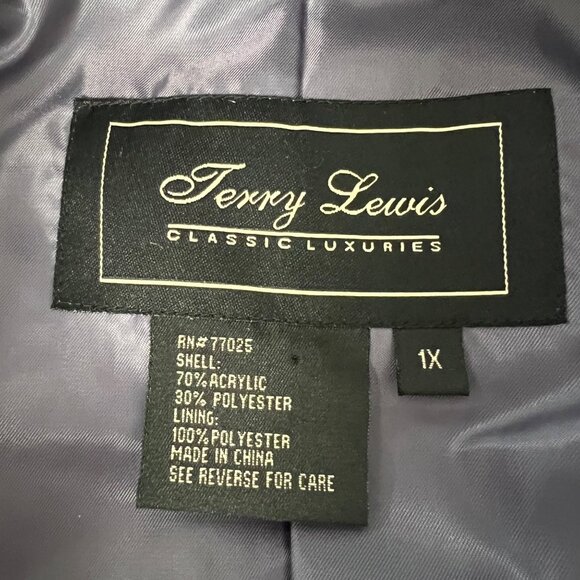 Terry Lewis
CLASSIC LUXURIES
RN#77025
SHELL:
70%ACRYLIC
30% POLYESTER
LINING:
100%POLYESTER
MADE IN CHINA
SEE REVERSE FOR CARE
1X